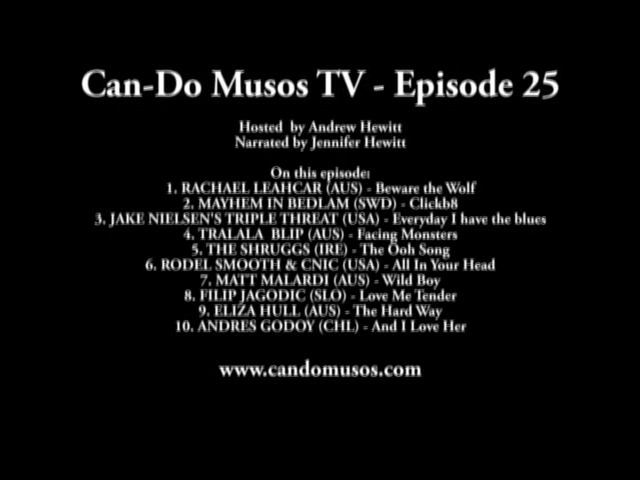 Can-Do Musos TV - Episode 25
Hosted by Andrew Hewitt
Narrated by Jennifer Hewitt
On this episode:
1. RACHAEL LEAHCAR (AUS) - Beware the Wolf
2. MAYHEM IN BEDLAM (SWD) - Clickb8
3. JAKE NIELSEN'S TRIPLE THREAT (USA) - Everyday I have the blues
4. TRALALA BLIP (AUS) - Facing Monsters
5. THE SHRUGGS (IRE) - The Ooh Song
6. RODEL SMOOTH & CNIC (USA) - All In Your Head
7. MATT MALARDI (AUS) - Wild Boy
8. FILIP JAGODIC (SLO) - Love Me Tender
9. ELIZA HULL (AUS) - The Hard Way
10. ANDRES GODOY (CHL) - And I Love Her
www.candomusos.com